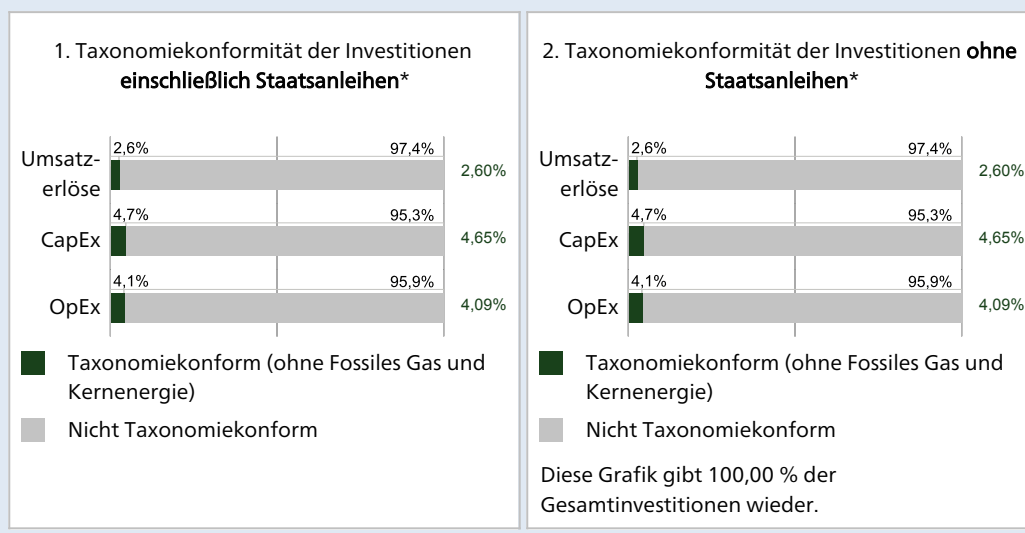 1. Taxonomiekonformität der Investitionen
einschließlich Staatsanleihen*
2,6% 97,4%
Umsatz-
erlöse
2,60%
4,7% 95,3%
CapEx
4,65%
4,1% 95,9%
OpEx
4,09%
Taxonomiekonform (ohne Fossiles Gas und
Kernenergie)
Nicht Taxonomiekonform
2. Taxonomiekonformität der Investitionen ohne
Staatsanleihen*
2,6% 97,4%
Umsatz-
erlöse
2,60%
4,7% 95,3%
CapEx
4,65%
4,1% 95,9%
OpEx
4,09%
Taxonomiekonform (ohne Fossiles Gas und
Kernenergie)
Nicht Taxonomiekonform
Diese Grafik gibt 100,00 % der
Gesamtinvestitionen wieder.